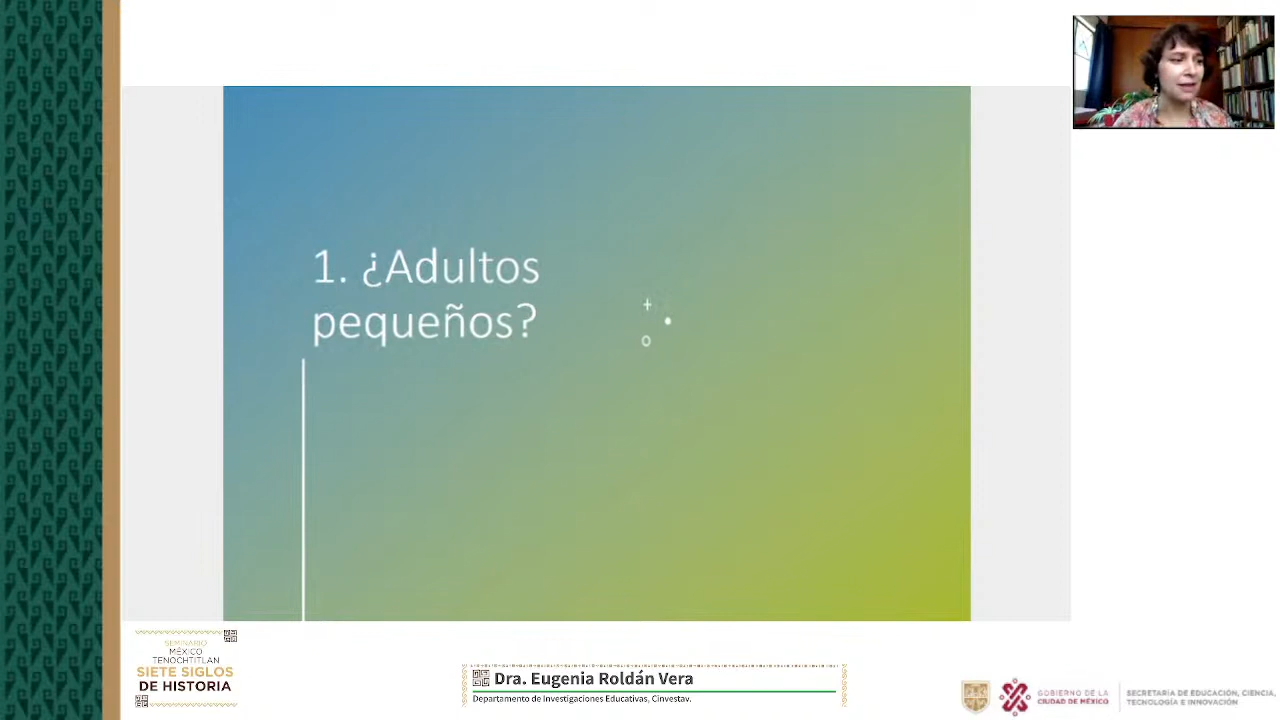 1. ¿Adultos
pequeños?
SEMINARIO
MÉXICO
TENOCHTITLAN
SIETE SIGLOS
DE HISTORIA
Dra. Eugenia Roldán Vera
Departamento de Investigaciones Educativas, Cinvestav.
GOBIERNO DE LA
CIUDAD DE MÉXICO
SECRETARÍA DE EDUCACIÓN, CIENCIA,
TECNOLOGÍA E INNOVACIÓN